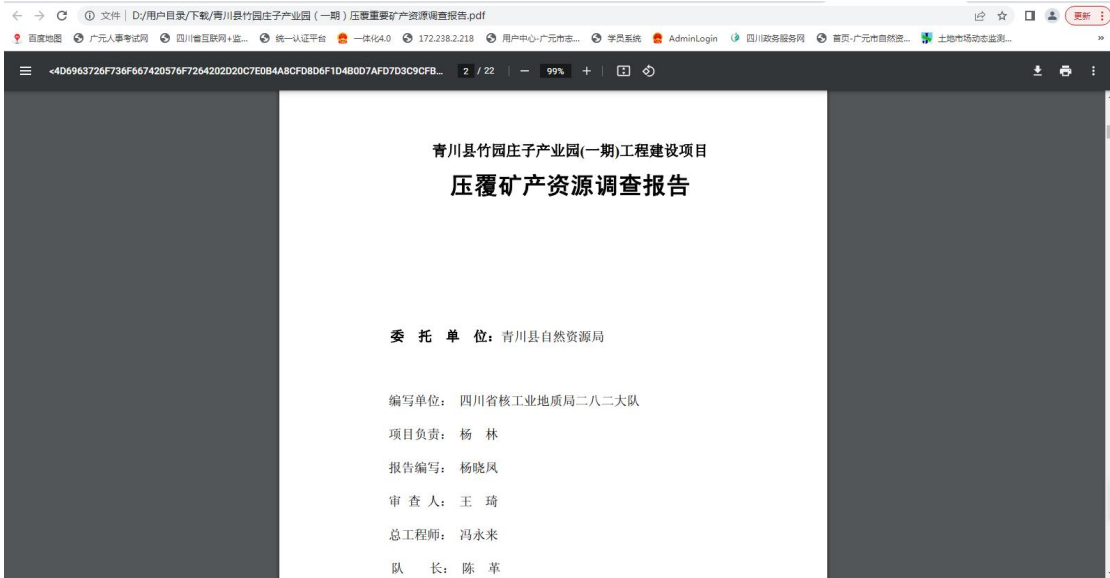 文件 | D:/用户目录/下载/青川县竹园庄子产业园（一期）压覆重要矿产资源调查报告.pdf
更新
百度地图 广元人事考试网 四川省互联网+监... 统一认证平台 一体化4.0 172.238.2.218 用户中心-广元市志... 学员系统 AdminLogin 四川政务服务网 首页-广元市自然资... 土地市场动态监测... »
<4D6963726F736F667420576F7264202D20C7E0B4A8CFD8D6F1D4B0D7AFD7D3C9CFB... 2 / 22 | − 99% +
青川县竹园庄子产业园(一期)工程建设项目
压覆矿产资源调查报告
委 托 单 位：青川县自然资源局
编写单位： 四川省核工业地质局二八二大队
项目负责： 杨 林
报告编写： 杨晓凤
审 查 人： 王 琦
总工程师： 冯永来
队 长： 陈 革